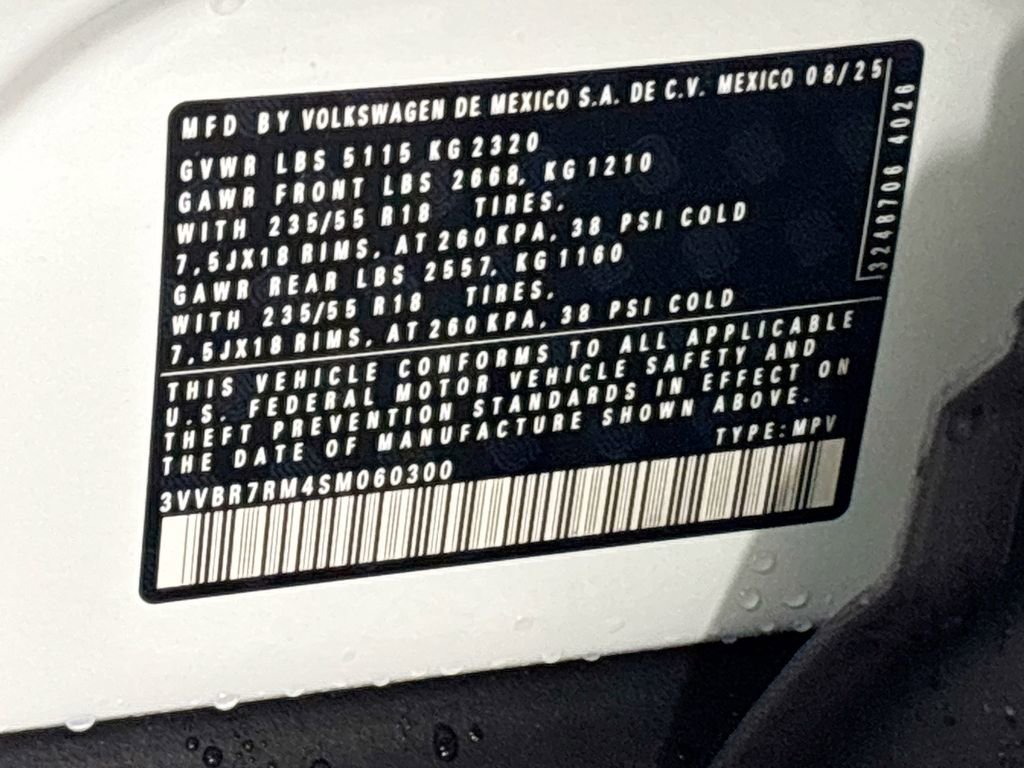 MFD BY VOLKSWAGEN DE MEXICO S.A. DE C.V. MEXICO 08/25
GVWR LBS 5115 KG 2320
GAWR FRONT LBS 2668, KG 1210
WITH 235/55 R18 TIRES,
7,5JX18 RIMS, AT 260 KPA, 38 PSI COLD
GAWR REAR LBS 2557, KG 1160
WITH 235/55 R18 TIRES,
7,5JX18 RIMS, AT 260 KPA, 38 PSI COLD
THIS VEHICLE CONFORMS TO ALL APPLICABLE
U.S. FEDERAL MOTOR VEHICLE SAFETY AND
THEFT PREVENTION STANDARDS IN EFFECT ON
THE DATE OF MANUFACTURE SHOWN ABOVE.
TYPE:MPV
3VVBR7RM4SM060300
3248706 4026